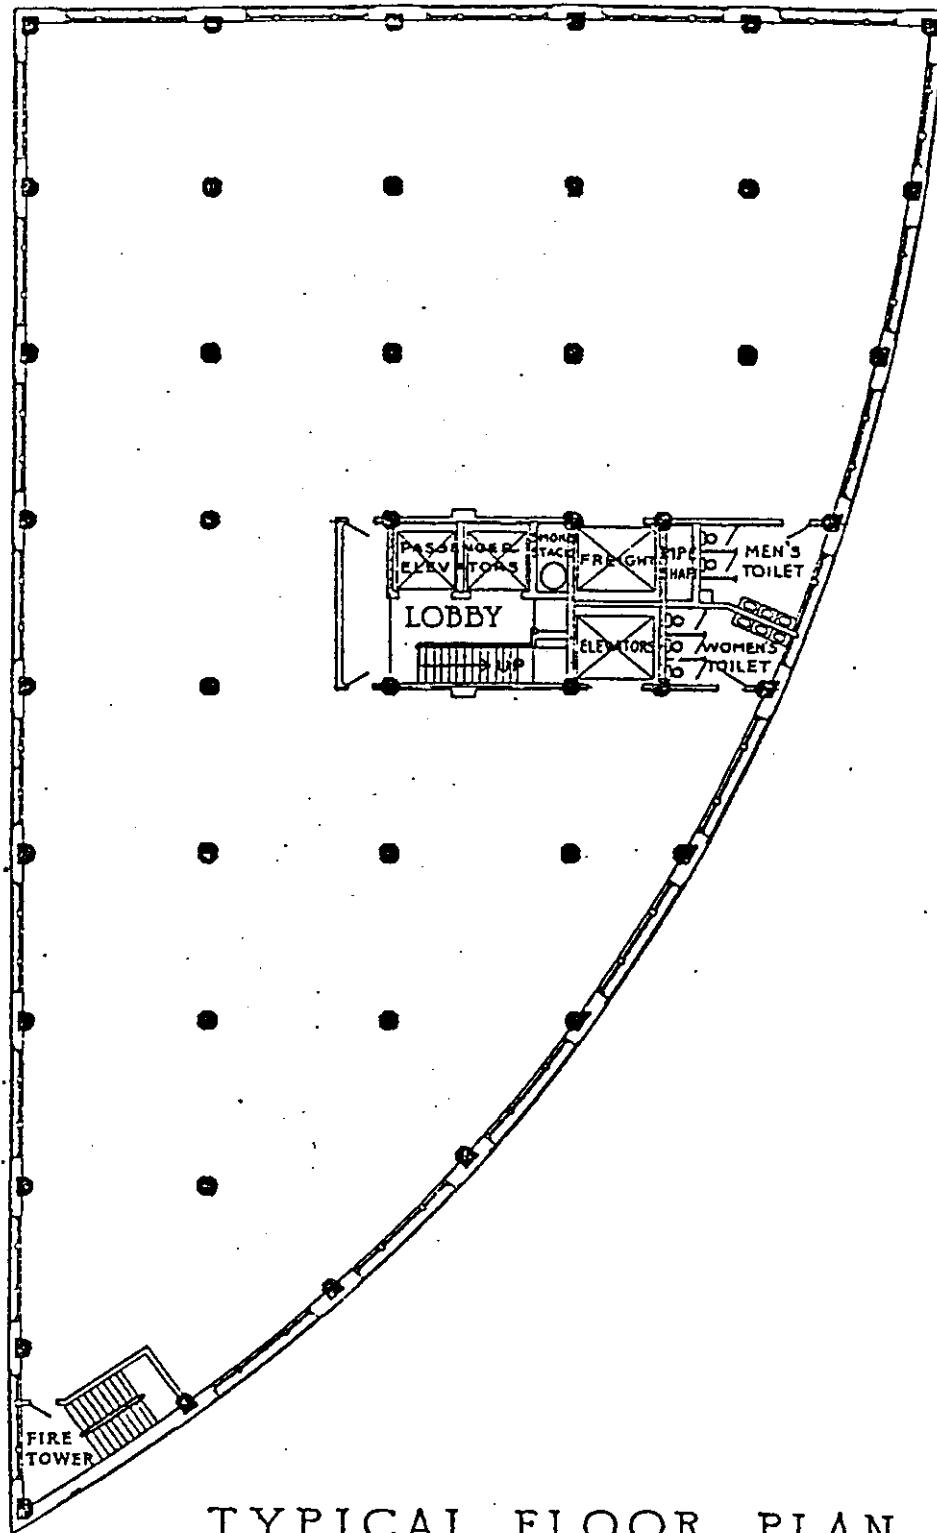 PASSENGER
ELEVATORS
SMOKE
STACK
FREIGHT
PIPE
SHAFT
MEN'S
TOILET
LOBBY
UP
ELEVATORS
WOMEN'S
TOILET
FIRE
TOWER
TYPICAL FLOOR PLAN